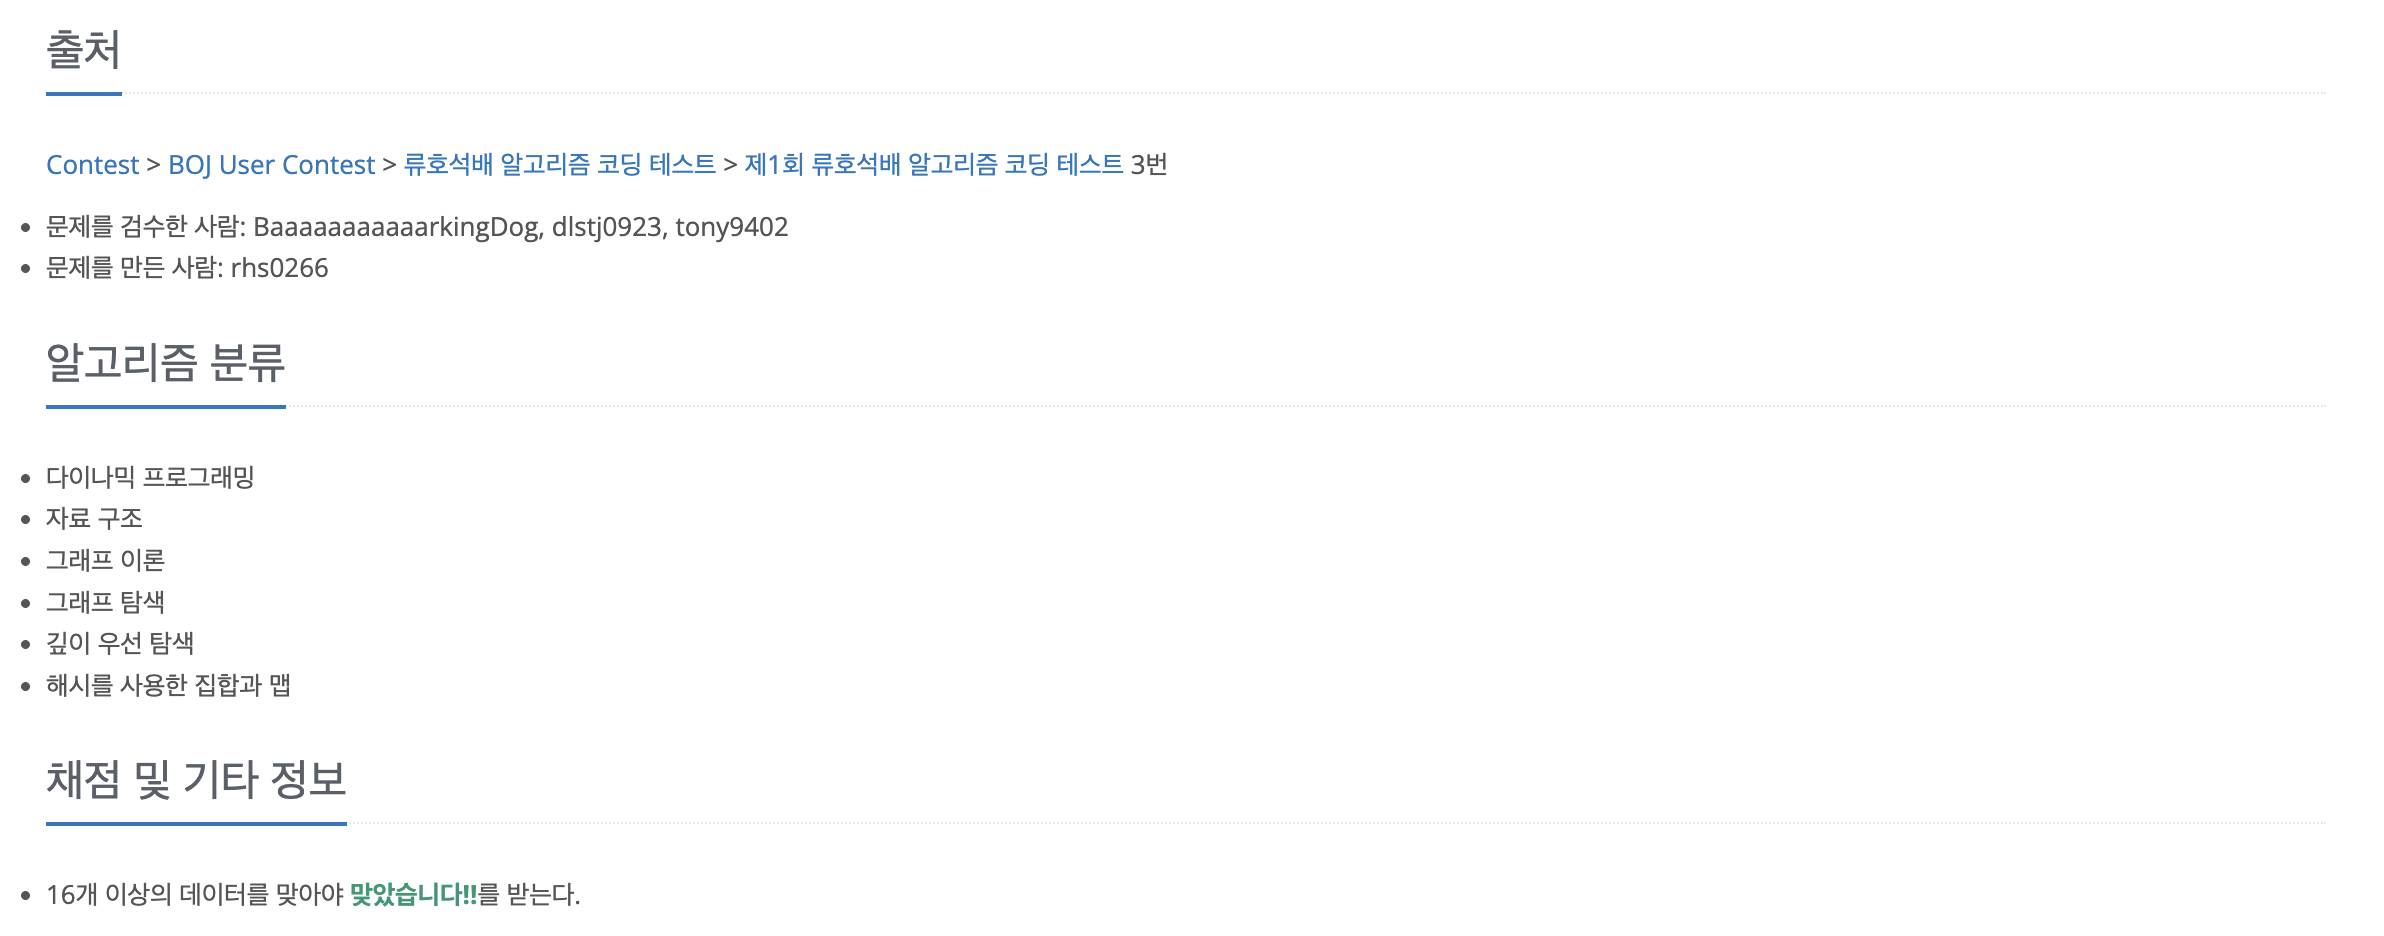 출처
Contest > BOJ User Contest > 류호석배 알고리즘 코딩 테스트 > 제1회 류호석배 알고리즘 코딩 테스트 3번
문제를 검수한 사람: BaaaaaaaaaaarkingDog, dlstj0923, tony9402
문제를 만든 사람: rhs0266
알고리즘 분류
다이나믹 프로그래밍
자료 구조
그래프 이론
그래프 탐색
깊이 우선 탐색
해시를 사용한 집합과 맵
채점 및 기타 정보
16개 이상의 데이터를 맞아야 맞았습니다!!를 받는다.